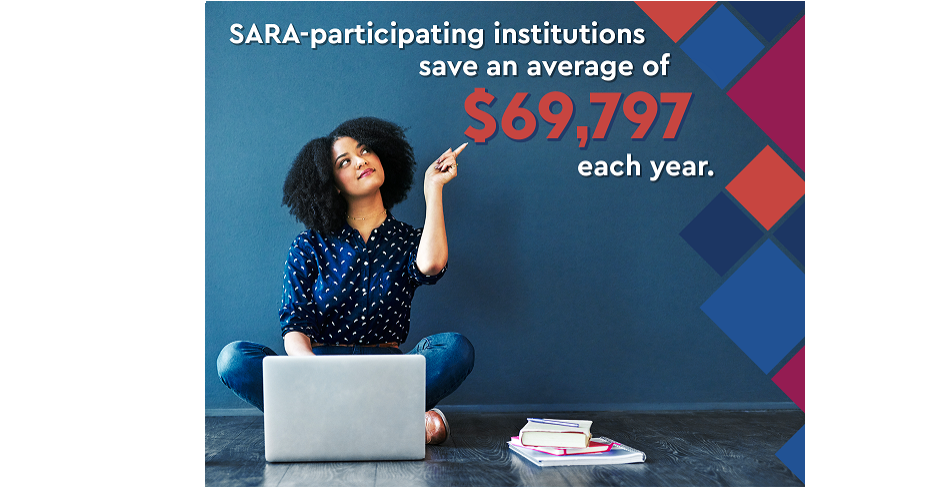 SARA-participating institutions
save an average of
$69,797
each year.